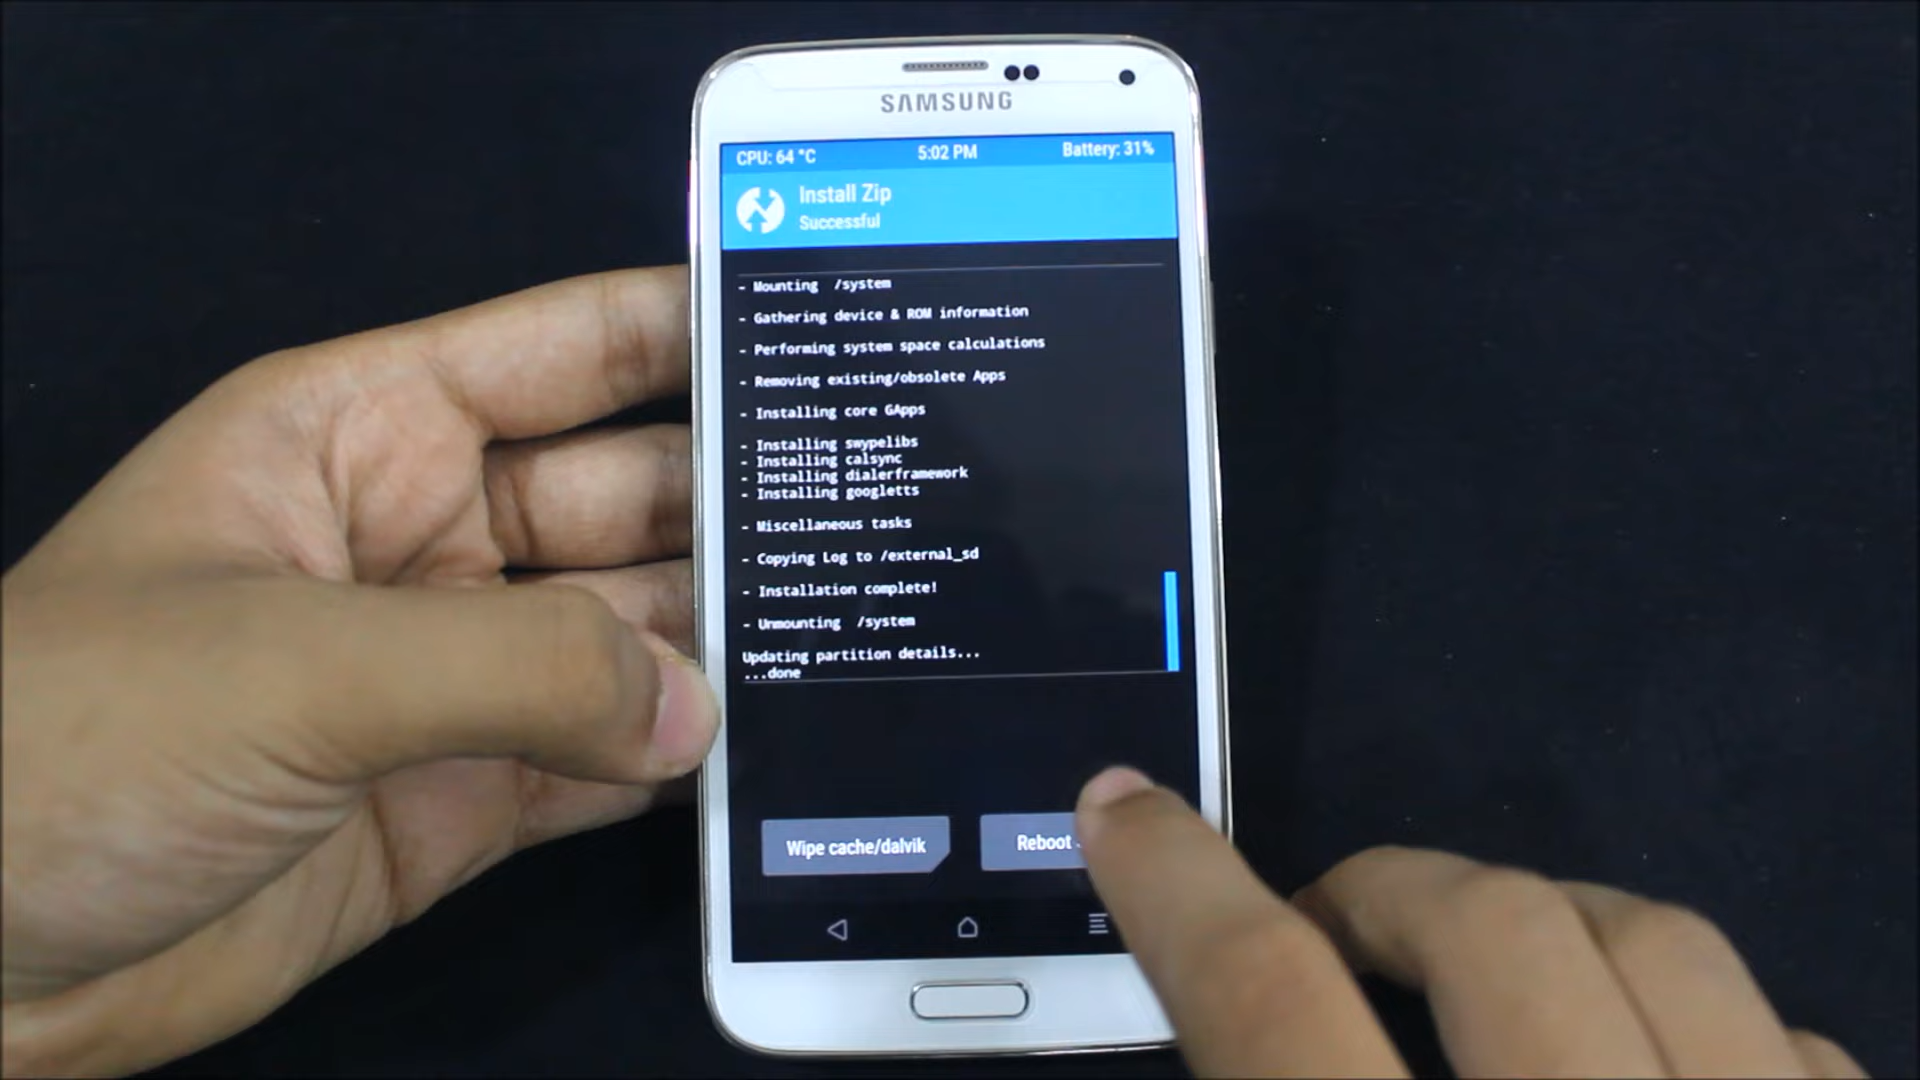 SAMSUNG
CPU: 64 °C 5:02 PM Battery: 31%
Install Zip
Successful
- Mounting /system
- Gathering device & ROM information
- Performing system space calculations
- Removing existing/obsolete Apps
- Installing core GApps
- Installing swypelibs
- Installing calsync
- Installing dialerframework
- Installing googletts
- Miscellaneous tasks
- Copying Log to /external_sd
- Installation complete!
- Unmounting /system
Updating partition details...
...done
Wipe cache/dalvik Reboot